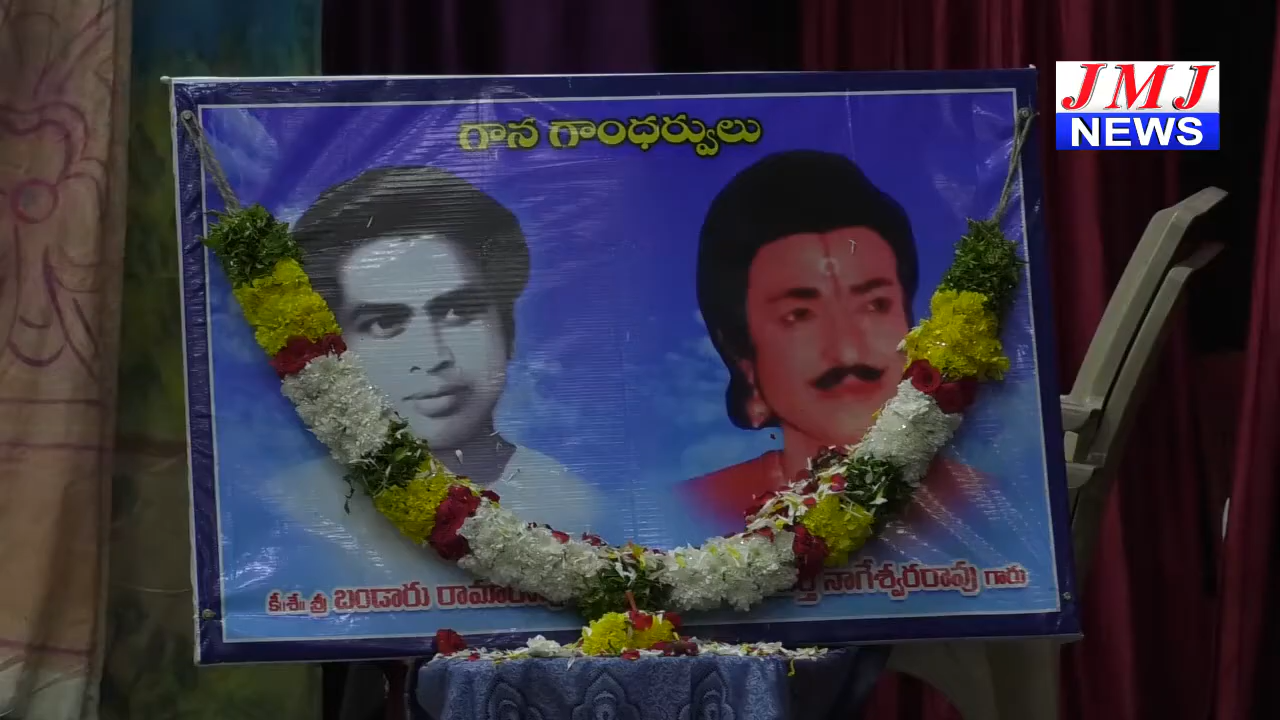 JMJ
NEWS
గాన గాంధర్వులు
కీ॥శే॥ శ్రీ బండారు
నాగేశ్వరరావు గారు